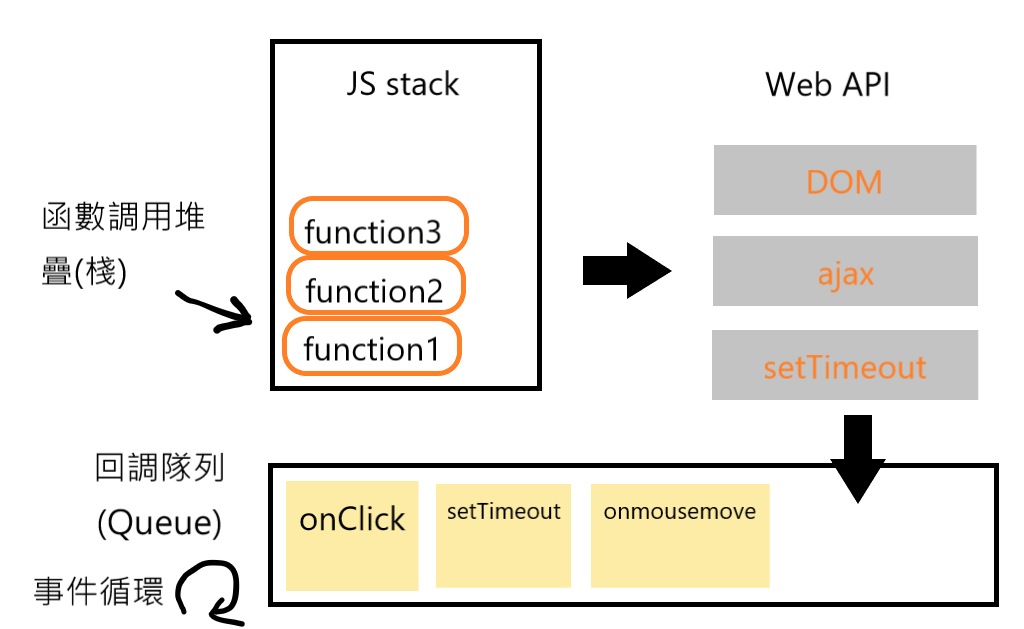 JS stack
Web API
函數調用堆
疊(棧)
function3
function2
function1
DOM
ajax
setTimeout
回調隊列
(Queue)
事件循環
onClick
setTimeout
onmousemove